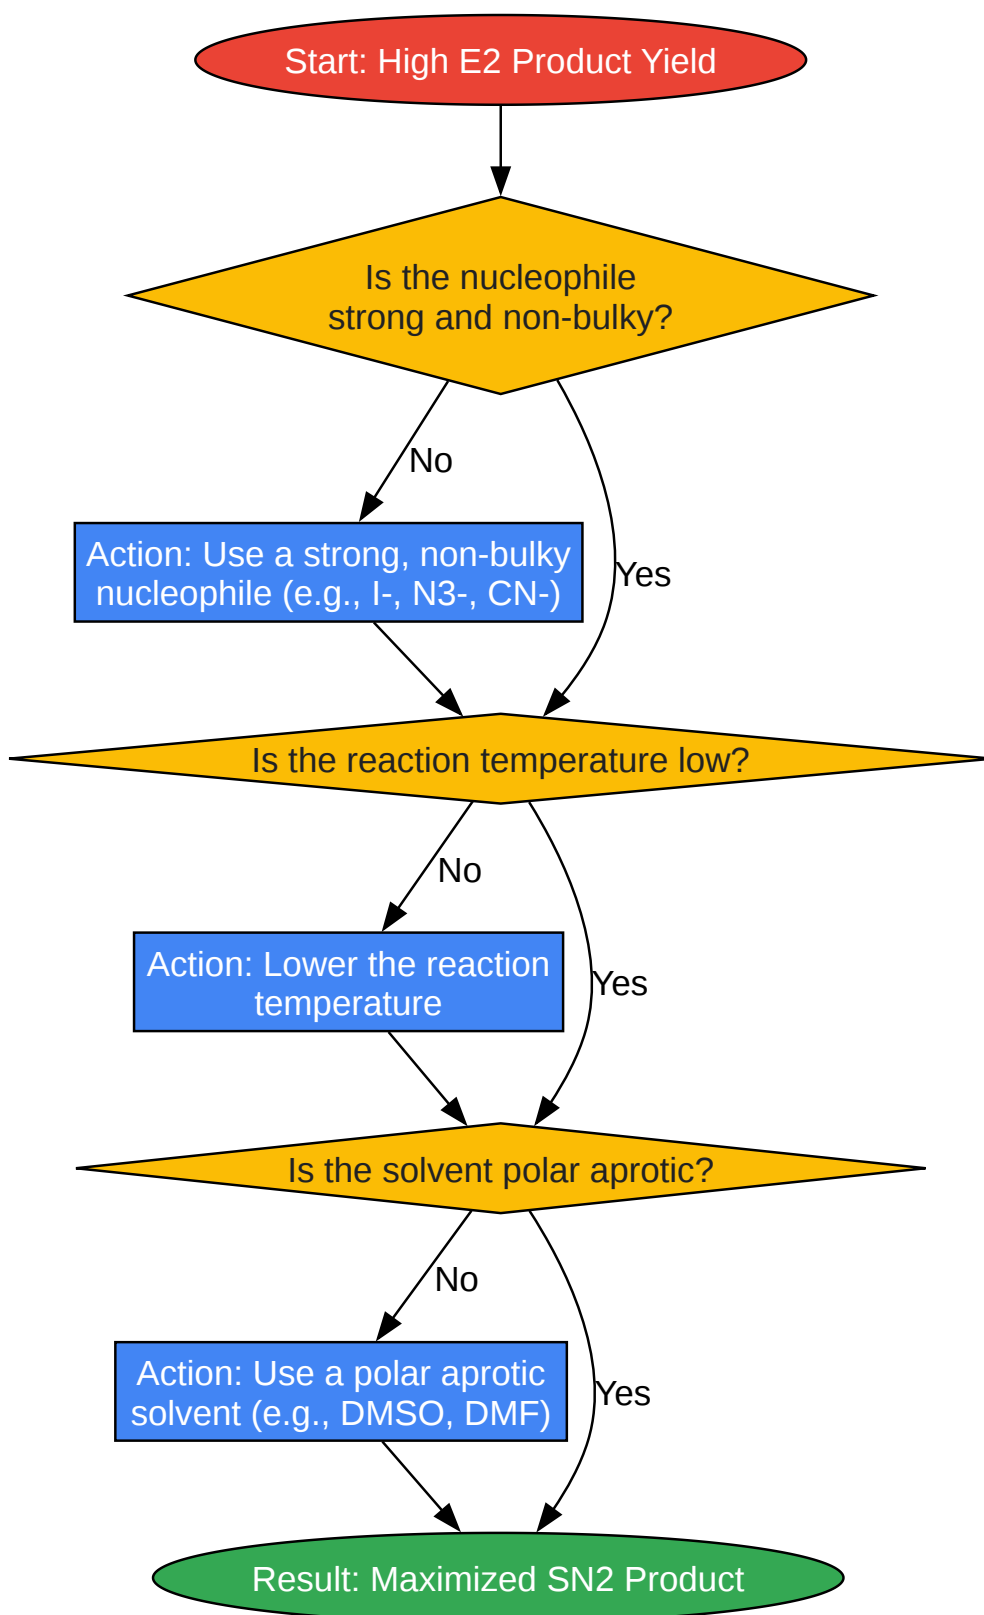 Start: High E2 Product Yield
Is the nucleophile
strong and non-bulky?
No
Action: Use a strong, non-bulky
nucleophile (e.g., I-, N3-, CN-)
Yes
Is the reaction temperature low?
No
Action: Lower the reaction
temperature
Yes
Is the solvent polar aprotic?
No
Action: Use a polar aprotic
solvent (e.g., DMSO, DMF)
Yes
Result: Maximized SN2 Product